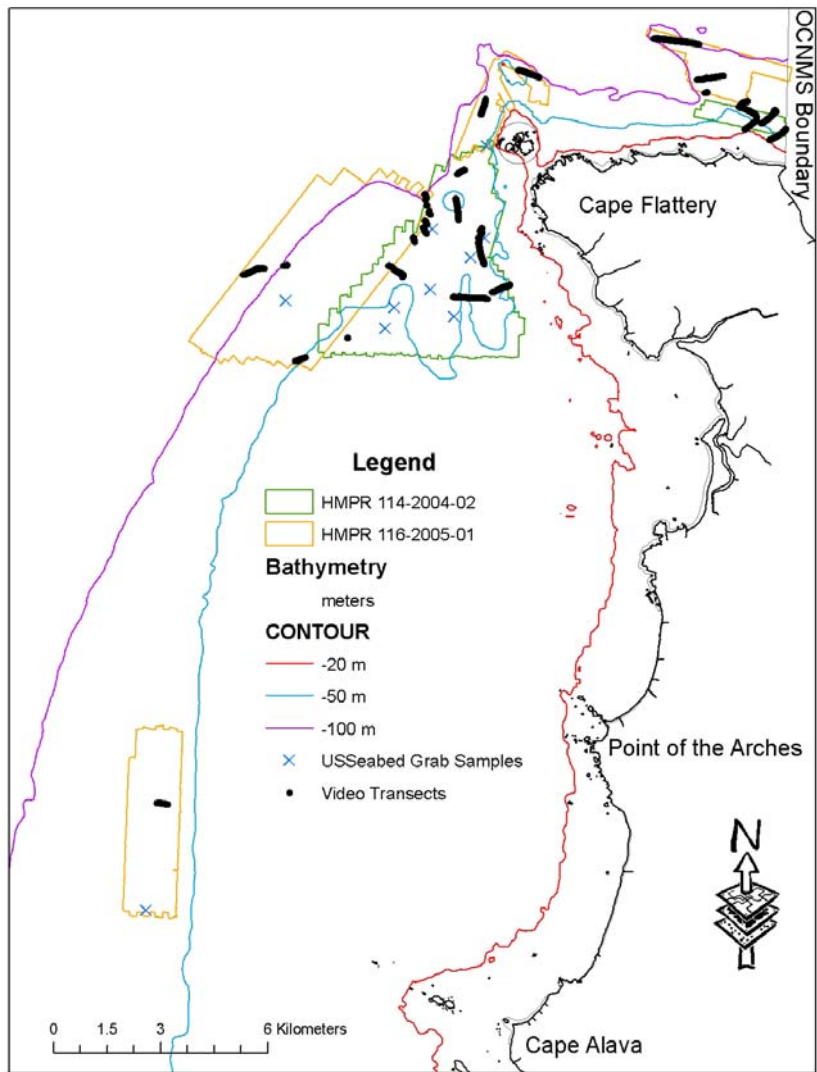 OCNMS Boundary
Cape Flattery
Legend
HMPR 114-2004-02
HMPR 116-2005-01
Bathymetry
meters
CONTOUR
-20 m
-50 m
-100 m
USSeabed Grab Samples
Video Transects
Point of the Arches
N
0 1.5 3 6 Kilometers
Cape Alava